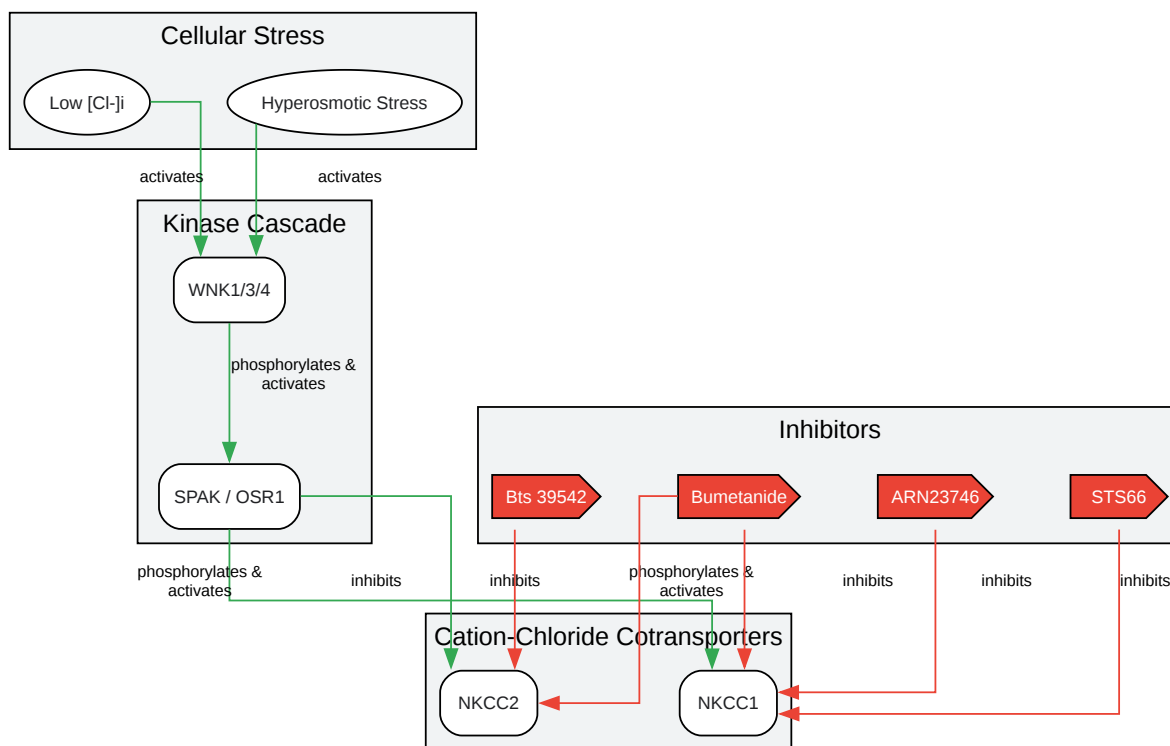 Cellular Stress
Low [Cl-]i
Hyperosmotic Stress
activates
activates
Kinase Cascade
WNK1/3/4
phosphorylates &
activates
Inhibitors
SPAK / OSR1
Bts 39542
Bumetanide
ARN23746
STS66
phosphorylates &
activates
inhibits
inhibits
phosphorylates &
activates
inhibits
inhibits
inhibits
Cation-Chloride Cotransporters
NKCC2
NKCC1